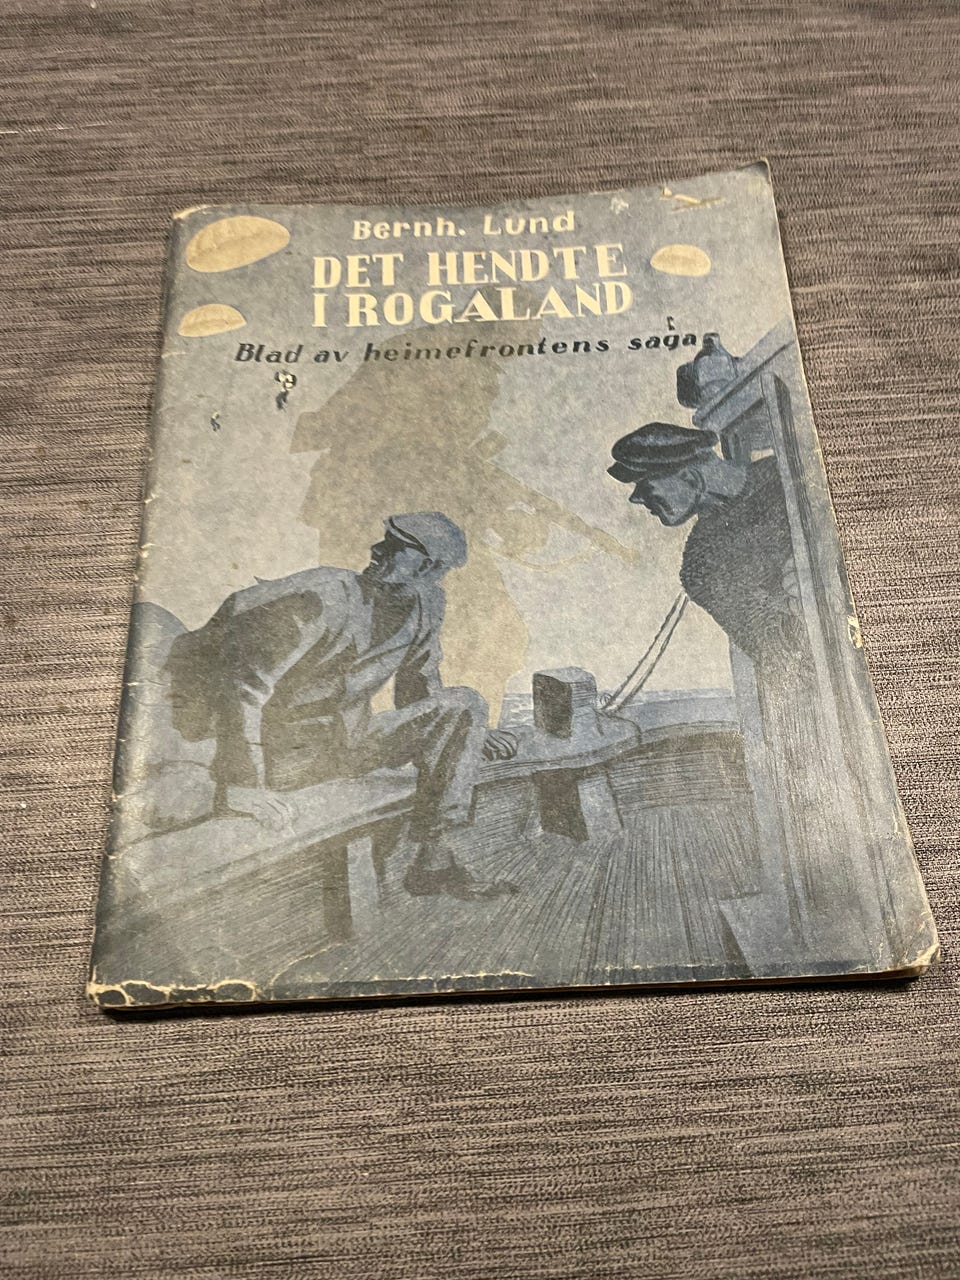 Bernh. Lund
DET HENDTE
I ROGALAND
Blad av heimefrontens saga